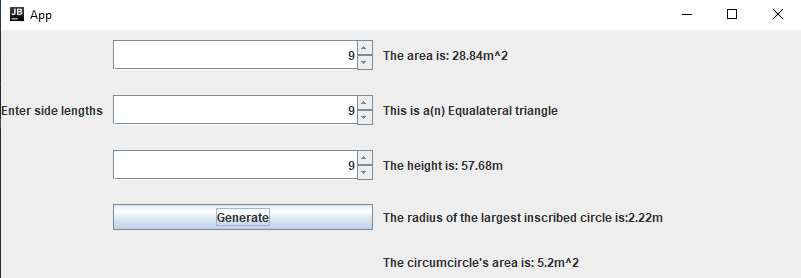 JB App
9 The area is: 28.84m^2
Enter side lengths 9 This is a(n) Equalateral triangle
9 The height is: 57.68m
Generate The radius of the largest inscribed circle is:2.22m
The circumcircle's area is: 5.2m^2